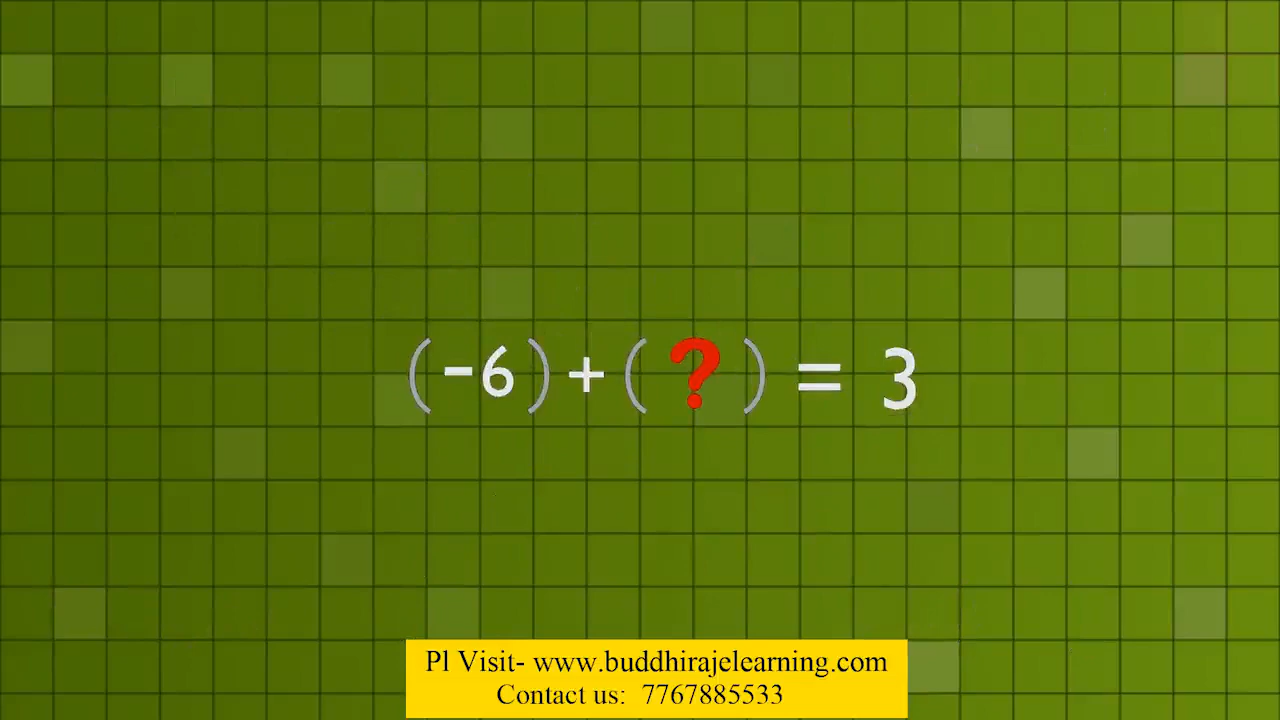 ( -6 ) + ( ? ) = 3
Pl Visit- www.buddhirajelearning.com
Contact us: 7767885533